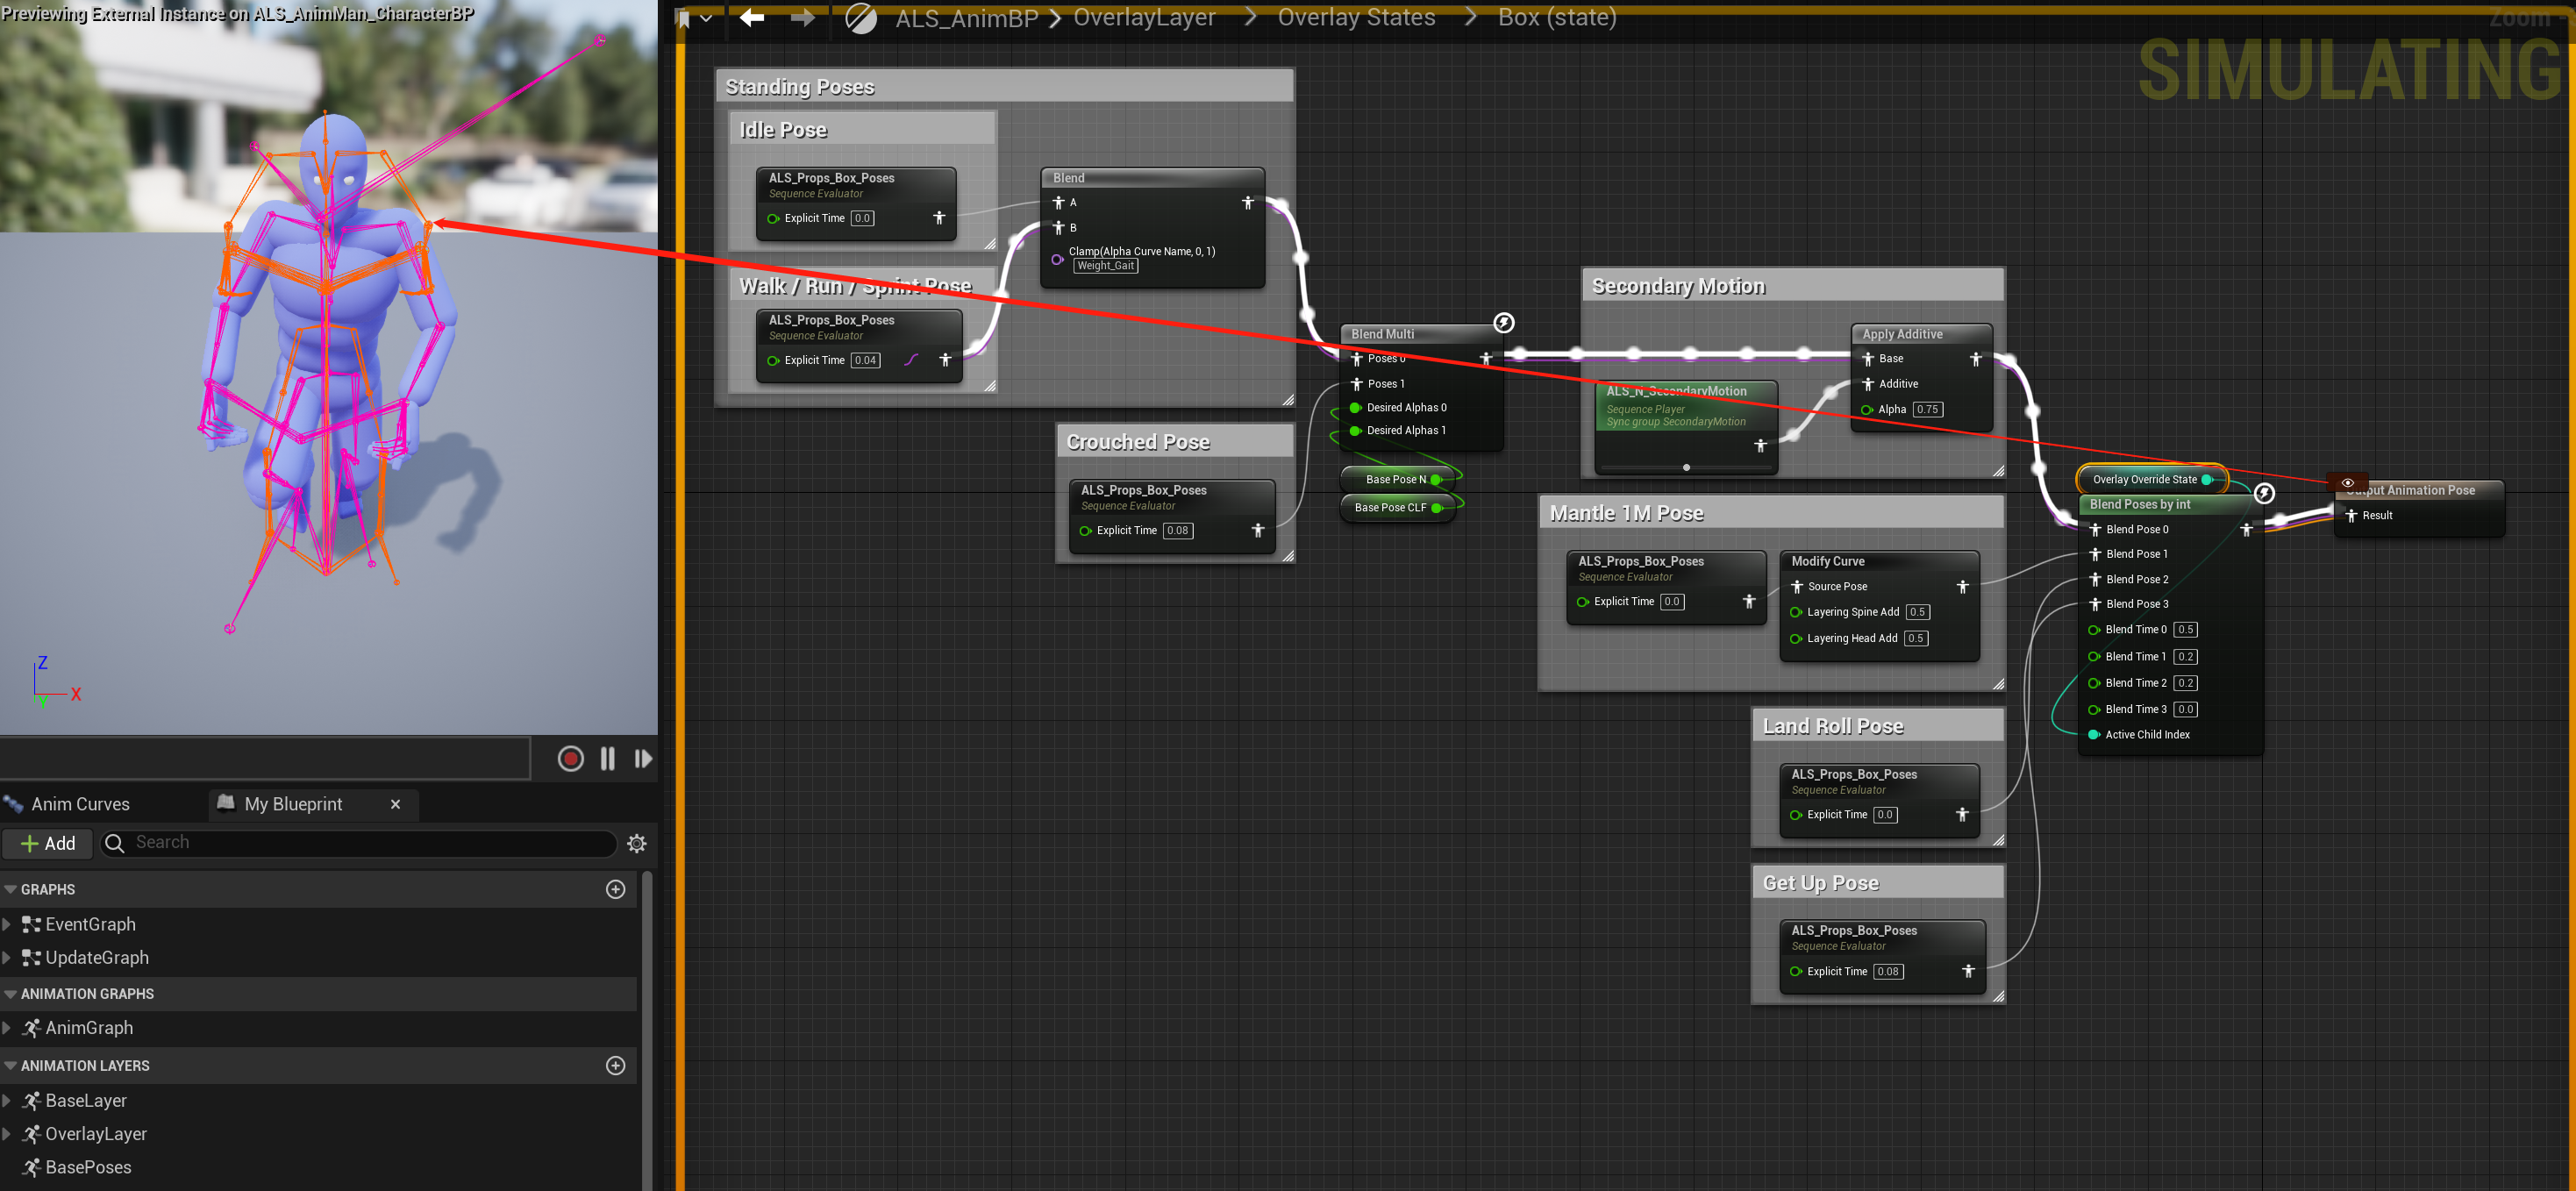 Previewing External Instance on ALS_AnimMan_CharacterBP
ALS_AnimBP > OverlayLayer > Overlay States > Box (state)
Zoom
SIMULATING
Standing Poses
Idle Pose
ALS_Props_Box_Poses
Sequence Evaluator
Explicit Time 0.0
Blend
A
B
Clamp(Alpha Curve Name, 0, 1)
Weight_Gait
Walk / Run / Sprint Pose
ALS_Props_Box_Poses
Sequence Evaluator
Explicit Time 0.04
Crouched Pose
ALS_Props_Box_Poses
Sequence Evaluator
Explicit Time 0.08
Blend Multi
Poses 0
Poses 1
Desired Alphas 0
Desired Alphas 1
Base Pose N
Base Pose CLF
Secondary Motion
ALS_N_SecondaryMotion
Sequence Player
Sync group SecondaryMotion
Apply Additive
Base
Additive
Alpha 0.75
Mantle 1M Pose
ALS_Props_Box_Poses
Sequence Evaluator
Explicit Time 0.0
Modify Curve
Source Pose
Layering Spine Add 0.5
Layering Head Add 0.5
Land Roll Pose
ALS_Props_Box_Poses
Sequence Evaluator
Explicit Time 0.0
Get Up Pose
ALS_Props_Box_Poses
Sequence Evaluator
Explicit Time 0.08
Overlay Override State
Blend Poses by int
Blend Pose 0
Blend Pose 1
Blend Pose 2
Blend Pose 3
Blend Time 0 0.5
Blend Time 1 0.2
Blend Time 2 0.2
Blend Time 3 0.0
Active Child Index
Output Animation Pose
Result
Z
X
Y
Anim Curves
My Blueprint
Add
Search
GRAPHS
EventGraph
UpdateGraph
ANIMATION GRAPHS
AnimGraph
ANIMATION LAYERS
BaseLayer
OverlayLayer
BasePoses